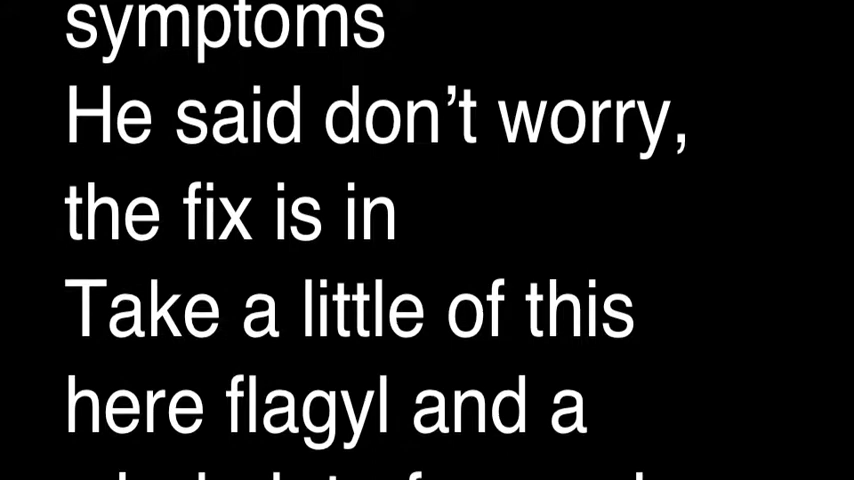 symptoms
He said don’t worry,
the fix is in
Take a little of this
here flagyl and a